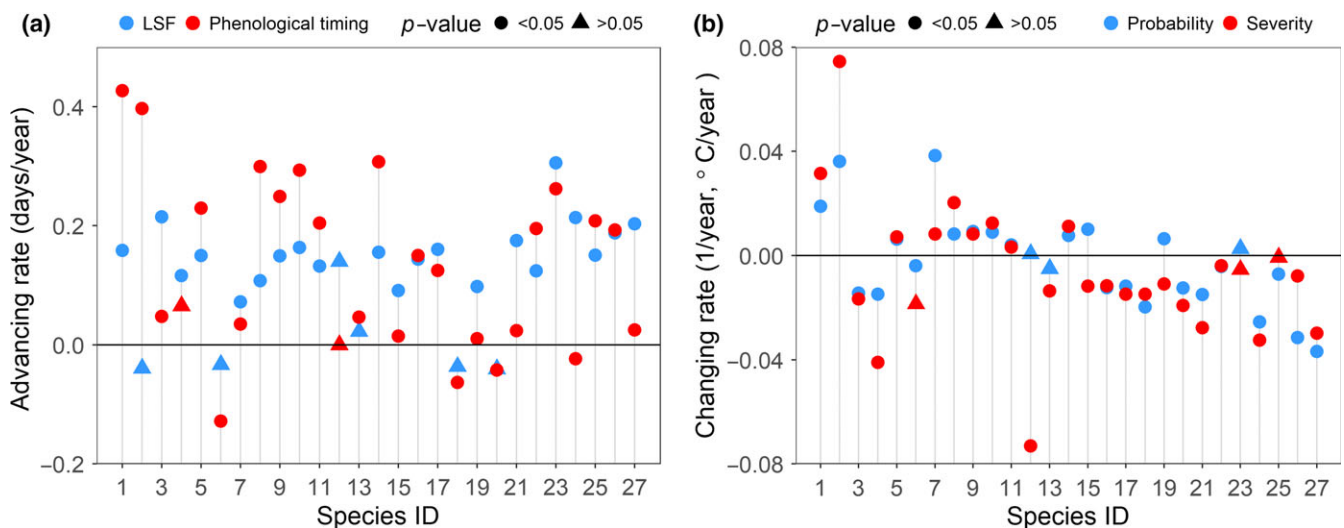 (a) LSF Phenological timing p-value <0.05 >0.05
Advancing rate (days/year)
0.4
0.2
0.0
−0.2
1 3 5 7 9 11 13 15 17 19 21 23 25 27
Species ID
(b) p-value <0.05 >0.05 Probability Severity
Changing rate (1/year, ° C/year)
0.08
0.04
0.00
−0.04
−0.08
1 3 5 7 9 11 13 15 17 19 21 23 25 27
Species ID